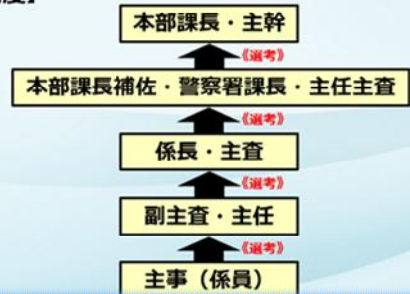 本部課長・主幹
《選考》
本部課長補佐・警察署課長・主任主査
《選考》
係長・主査
《選考》
副主査・主任
《選考》
主事（係員）